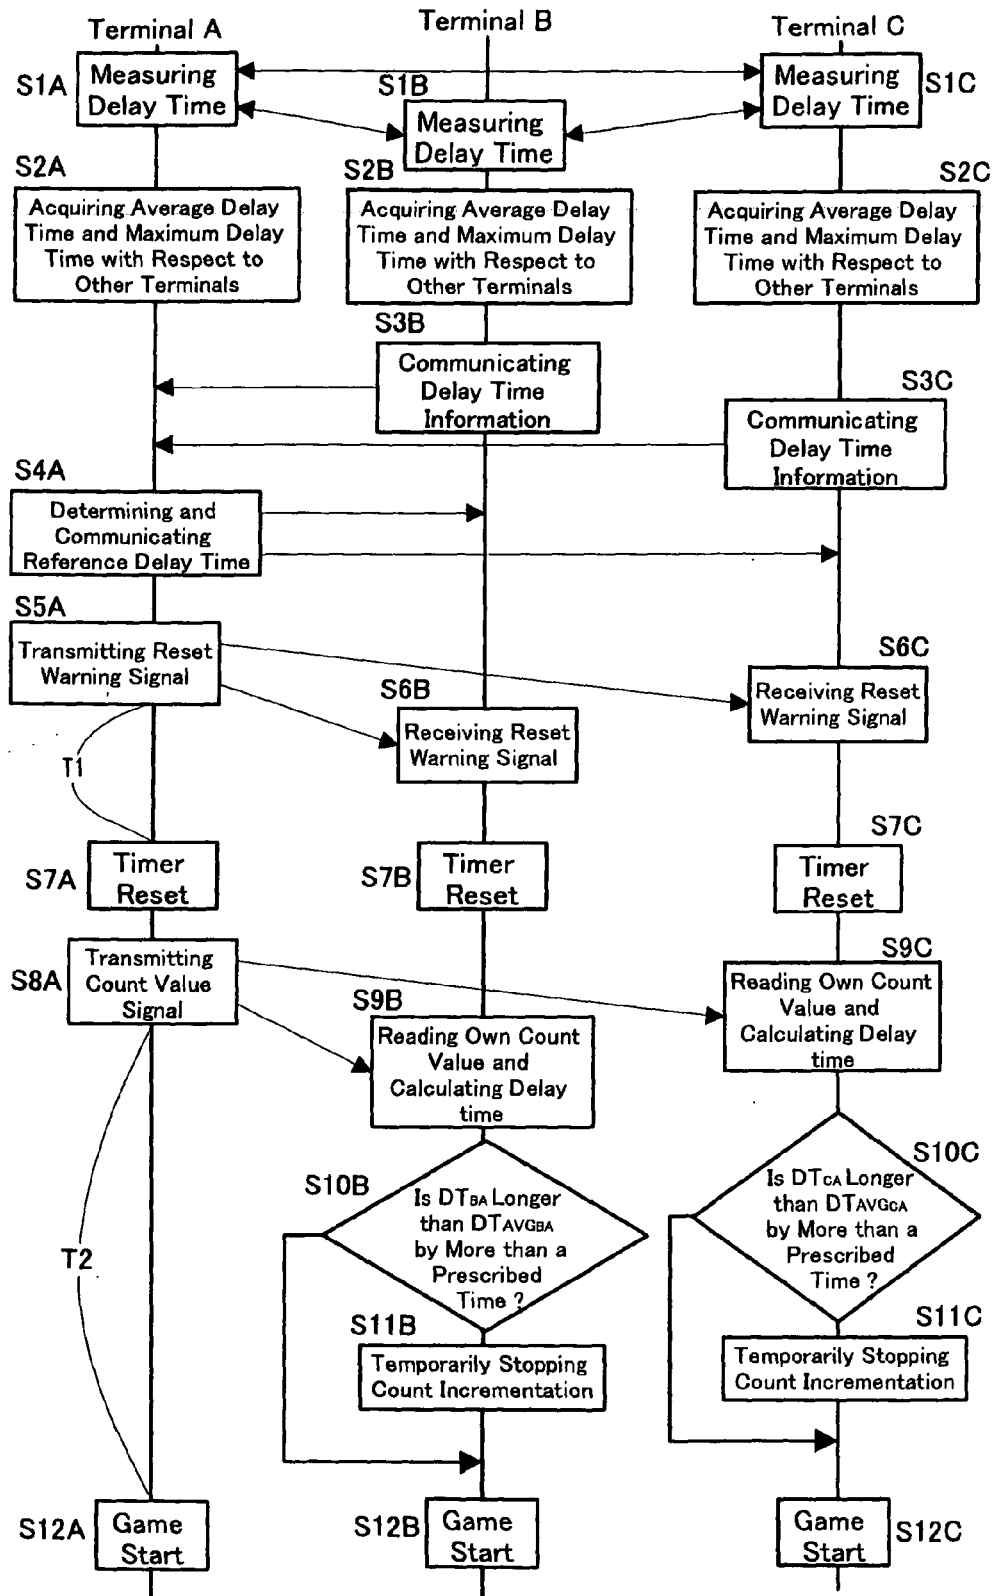 Terminal A
Terminal B
Terminal C
S1A
Measuring
Delay Time
S1B
Measuring
Delay Time
Measuring
Delay Time
S1C
S2A
Acquiring Average Delay
Time and Maximum Delay
Time with Respect to
Other Terminals
S2B
Acquiring Average Delay
Time and Maximum Delay
Time with Respect to
Other Terminals
S2C
Acquiring Average Delay
Time and Maximum Delay
Time with Respect to
Other Terminals
S3B
Communicating
Delay Time
Information
S3C
Communicating
Delay Time
Information
S4A
Determining and
Communicating
Reference Delay Time
S5A
Transmitting Reset
Warning Signal
S6B
Receiving Reset
Warning Signal
S6C
Receiving Reset
Warning Signal
T1
S7A
Timer
Reset
S7B
Timer
Reset
S7C
Timer
Reset
S8A
Transmitting
Count Value
Signal
S9B
Reading Own Count
Value and
Calculating Delay
time
S9C
Reading Own Count
Value and
Calculating Delay
time
T2
S10B
Is DTBA Longer
than DTAVGBA
by More than a
Prescribed
Time ?
S10C
Is DTCA Longer
than DTAVGCA
by More than a
Prescribed
Time ?
S11B
Temporarily Stopping
Count Incrementation
S11C
Temporarily Stopping
Count Incrementation
S12A
Game
Start
S12B
Game
Start
Game
Start
S12C